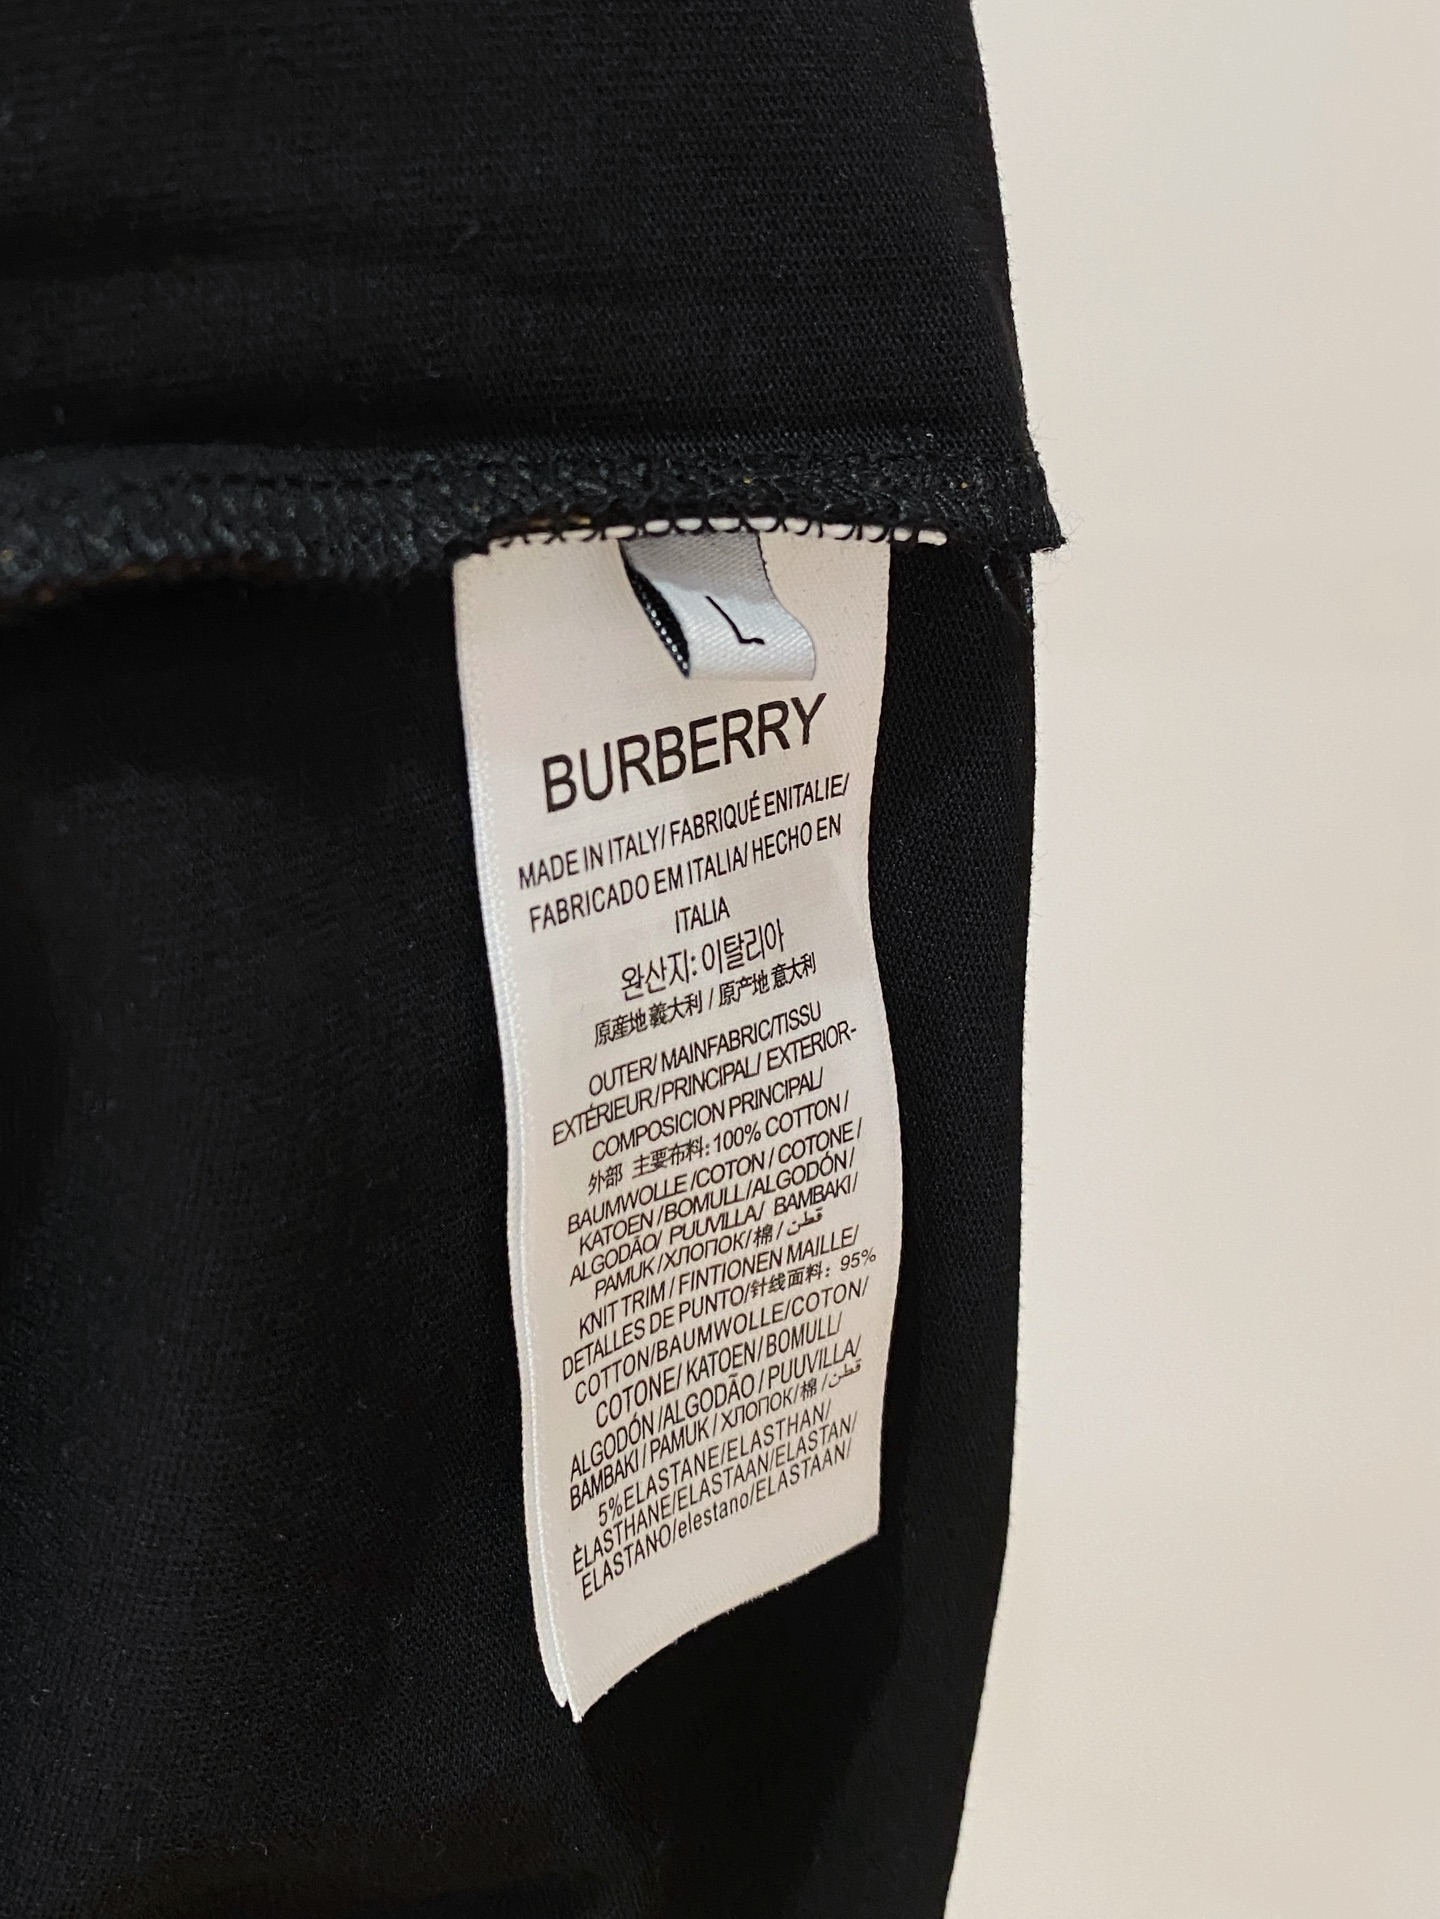 L
BURBERRY
MADE IN ITALY/ FABRIQUÉ ENITALIE/
FABRICADO EM ITALIA/ HECHO EN
ITALIA
완산지: 이탈리아
原産地 義大利 / 原产地 意大利
OUTER/ MAINFABRIC/TISSU
EXTÉRIEUR/PRINCIPAL/ EXTERIOR-
COMPOSICION PRINCIPAL/
外部 主要布料: 100% COTTON /
BAUMWOLLE /COTON / COTONE /
KATOEN /BOMULL/ALGODÓN/
ALGODÃO/ PUUVILLA/ BAMBAKI/
PAMUK /ХЛОПОК/ 棉 / قطن
KNIT TRIM / FINTIONEN MAILLE/
DETALLES DE PUNTO/针线面料: 95%
COTTON/BAUMWOLLE/COTON/
COTONE/ KATOEN/ BOMULL/
ALGODÓN /ALGODÃO / PUUVILLA/
BAMBAKI / PAMUK / ХЛОПОК/ 棉 / قطن
5%ELASTANE/ELASTHAN/
ÈLASTHANE/ELASTAAN/ELASTAN/
ELASTANO/elestano/ELASTAAN/